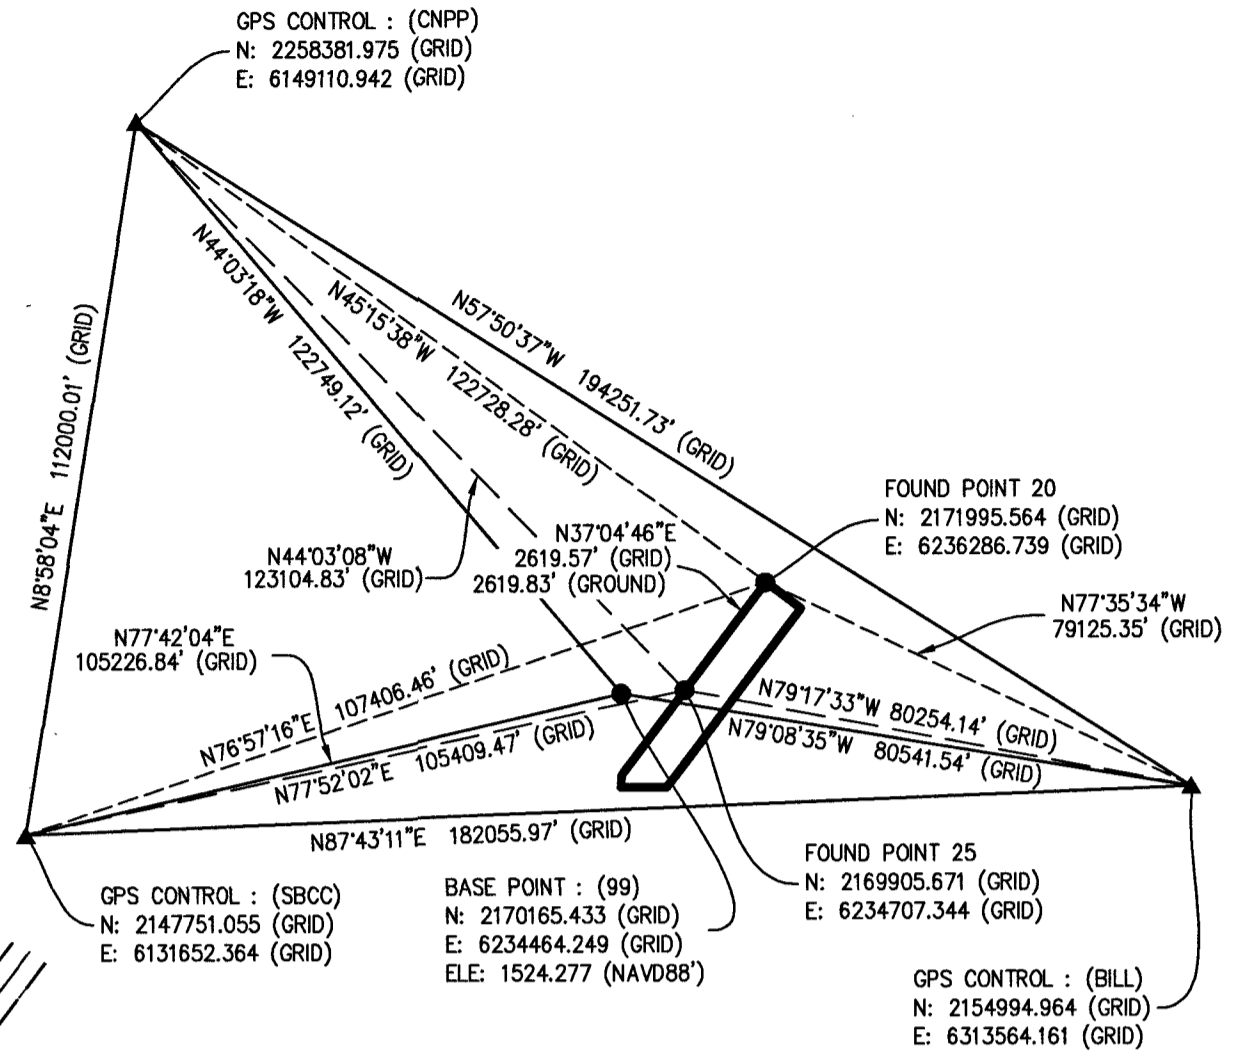 GPS CONTROL : (CNPP)
N: 2258381.975 (GRID)
E: 6149110.942 (GRID)
N8°58'04"E 112000.01' (GRID)
N44°03'18"W 122749.12' (GRID)
N45°15'38"W 122728.28' (GRID)
N57°50'37"W 194251.73' (GRID)
FOUND POINT 20
N: 2171995.564 (GRID)
E: 6236286.739 (GRID)
N37°04'46"E
2619.57' (GRID)
2619.83' (GROUND)
N44°03'08"W
123104.83' (GRID)
N77°35'34"W
79125.35' (GRID)
N77°42'04"E
105226.84' (GRID)
N76°57'16"E 107406.46' (GRID)
N77°52'02"E 105409.47' (GRID)
N79°17'33"W 80254.14' (GRID)
N79°08'35"W 80541.54' (GRID)
N87°43'11"E 182055.97' (GRID)
FOUND POINT 25
N: 2169905.671 (GRID)
E: 6234707.344 (GRID)
GPS CONTROL : (SBCC)
N: 2147751.055 (GRID)
E: 6131652.364 (GRID)
BASE POINT : (99)
N: 2170165.433 (GRID)
E: 6234464.249 (GRID)
ELE: 1524.277 (NAVD88')
GPS CONTROL : (BILL)
N: 2154994.964 (GRID)
E: 6313564.161 (GRID)